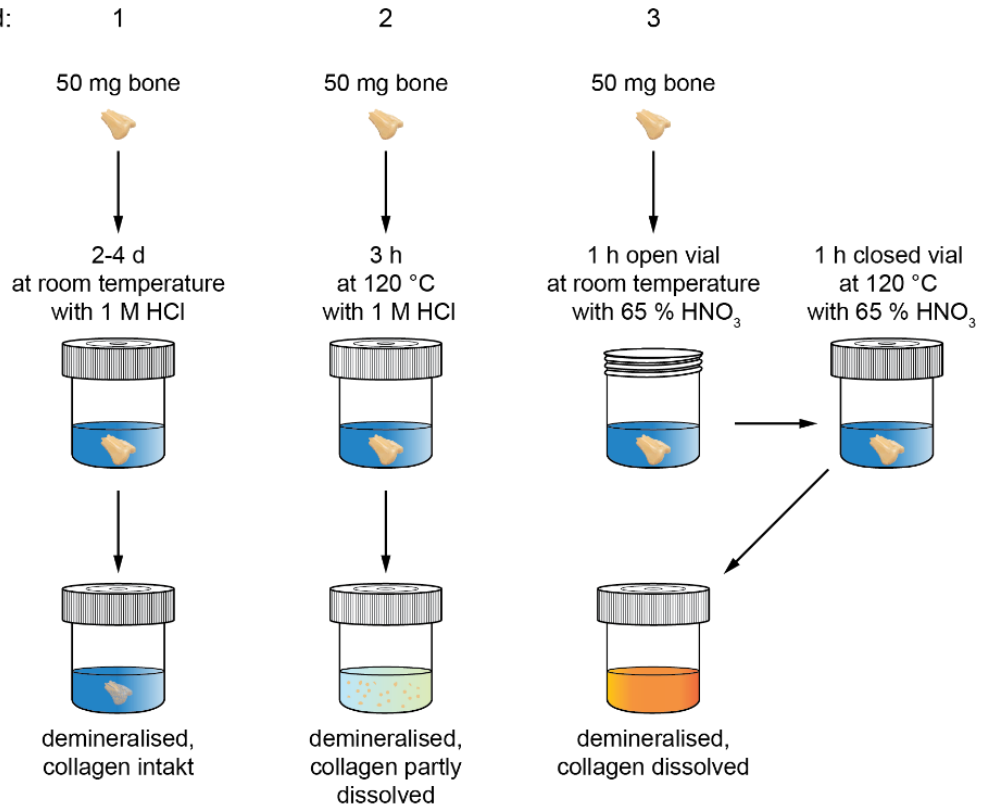 d: 1 2 3
50 mg bone 50 mg bone 50 mg bone
2-4 d
at room temperature
with 1 M HCl
3 h
at 120 °C
with 1 M HCl
1 h open vial
at room temperature
with 65 % HNO₃
1 h closed vial
at 120 °C
with 65 % HNO₃
demineralised,
collagen intakt
demineralised,
collagen partly
dissolved
demineralised,
collagen dissolved